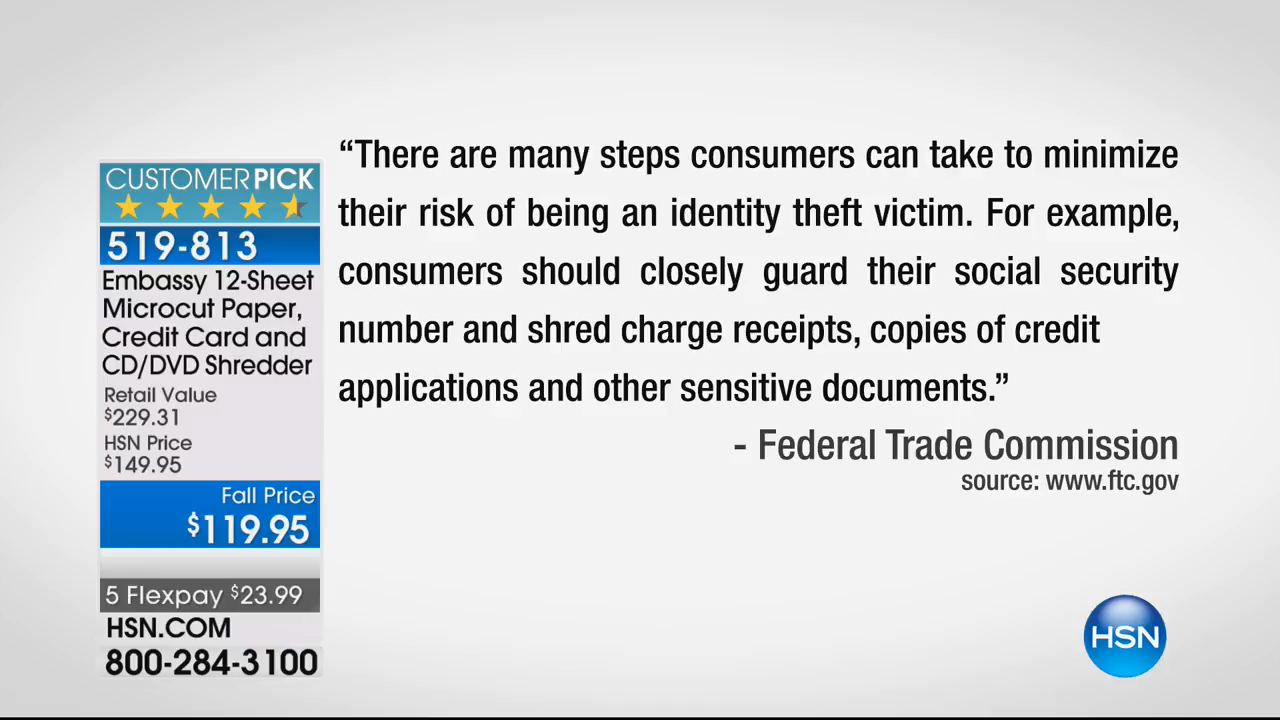 CUSTOMER PICK
519-813
Embassy 12-Sheet
Microcut Paper,
Credit Card and
CD/DVD Shredder
Retail Value
$229.31
HSN Price
$149.95
Fall Price
$119.95
5 Flexpay $23.99
HSN.COM
800-284-3100
“There are many steps consumers can take to minimize
their risk of being an identity theft victim. For example,
consumers should closely guard their social security
number and shred charge receipts, copies of credit
applications and other sensitive documents.”
- Federal Trade Commission
source: www.ftc.gov
HSN